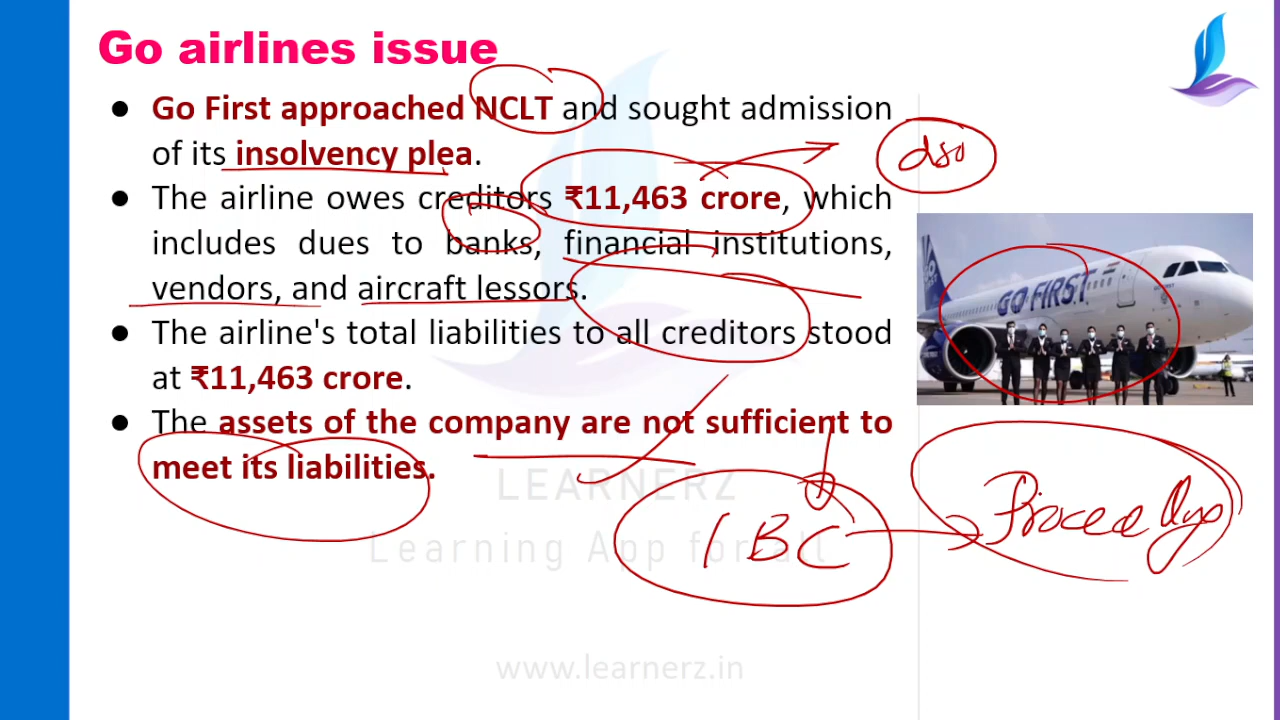 Go airlines issue
● Go First approached NCLT and sought admission
of its insolvency plea.
● The airline owes creditors ₹11,463 crore, which
includes dues to banks, financial institutions,
vendors, and aircraft lessors.
● The airline's total liabilities to all creditors stood
at ₹11,463 crore.
● The assets of the company are not sufficient to
meet its liabilities.
GO FIRST
IBC
LEARNERZ
Learning App for all
www.learnerz.in